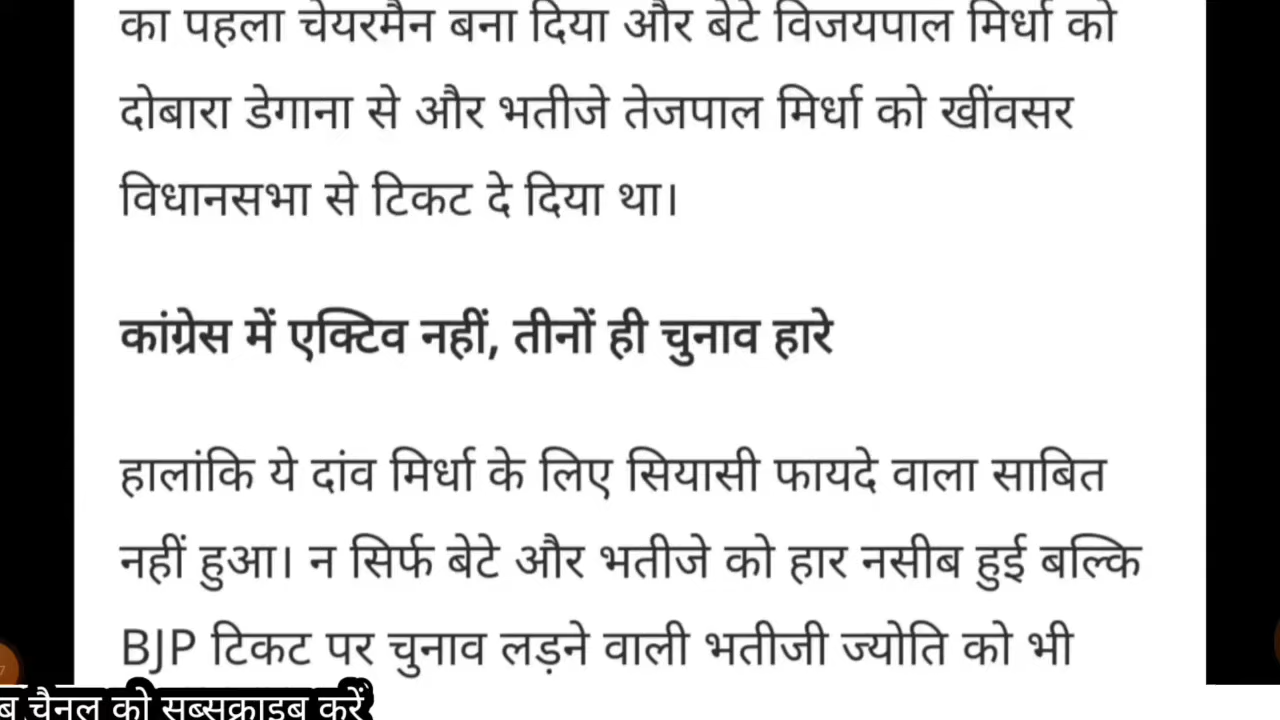 का पहला चेयरमैन बना दिया और बेटे विजयपाल मिर्धा को
दोबारा डेगाना से और भतीजे तेजपाल मिर्धा को खींवसर
विधानसभा से टिकट दे दिया था।
कांग्रेस में एक्टिव नहीं, तीनों ही चुनाव हारे
हालांकि ये दांव मिर्धा के लिए सियासी फायदे वाला साबित
नहीं हुआ। न सिर्फ बेटे और भतीजे को हार नसीब हुई बल्कि
BJP टिकट पर चुनाव लड़ने वाली भतीजी ज्योति को भी
7
ब चैनल को सब्सक्राइब करें